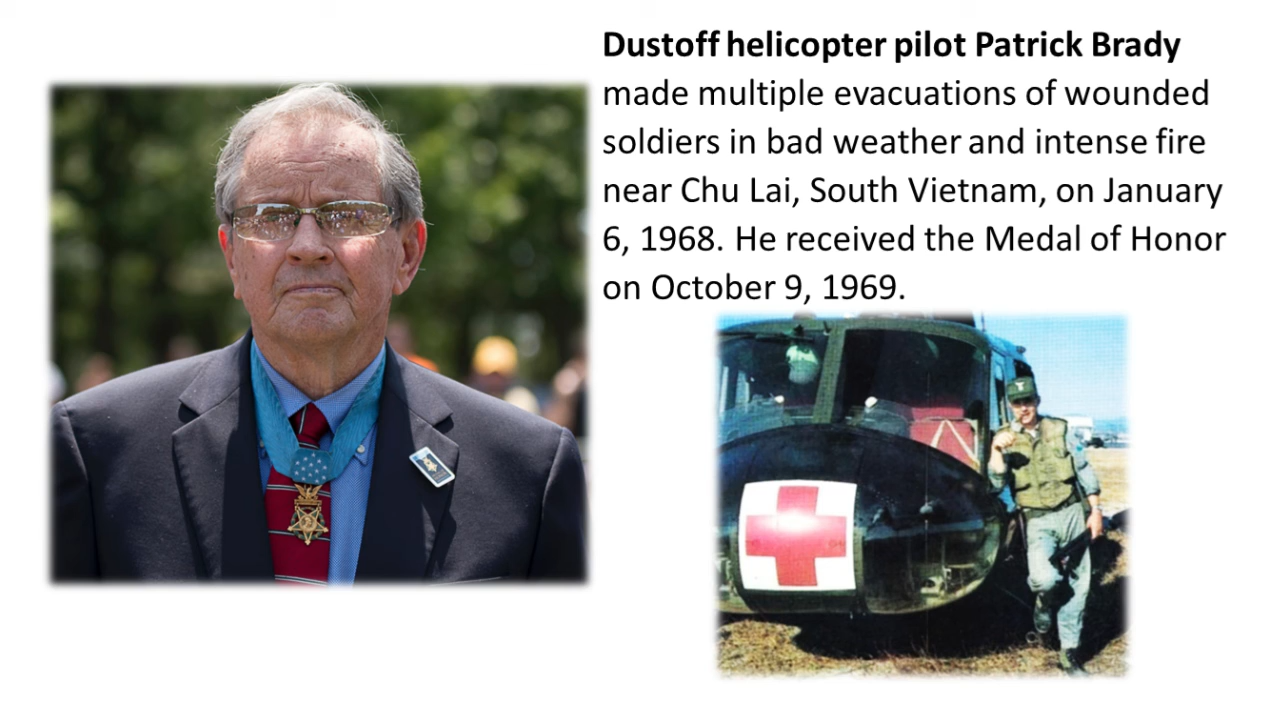 Dustoff helicopter pilot Patrick Brady
made multiple evacuations of wounded
soldiers in bad weather and intense fire
near Chu Lai, South Vietnam, on January
6, 1968. He received the Medal of Honor
on October 9, 1969.